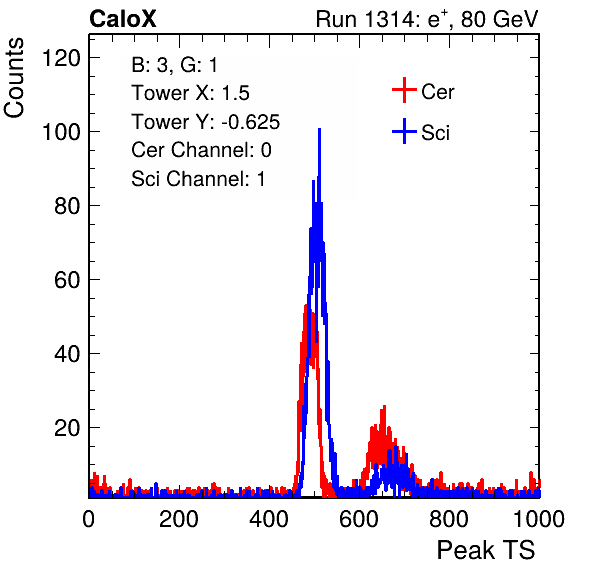 CaloX Run 1314: e⁺, 80 GeV
Counts
120
100
80
60
40
20
B: 3, G: 1
Tower X: 1.5
Tower Y: -0.625
Cer Channel: 0
Sci Channel: 1
Cer
Sci
0 200 400 600 800 1000
Peak TS